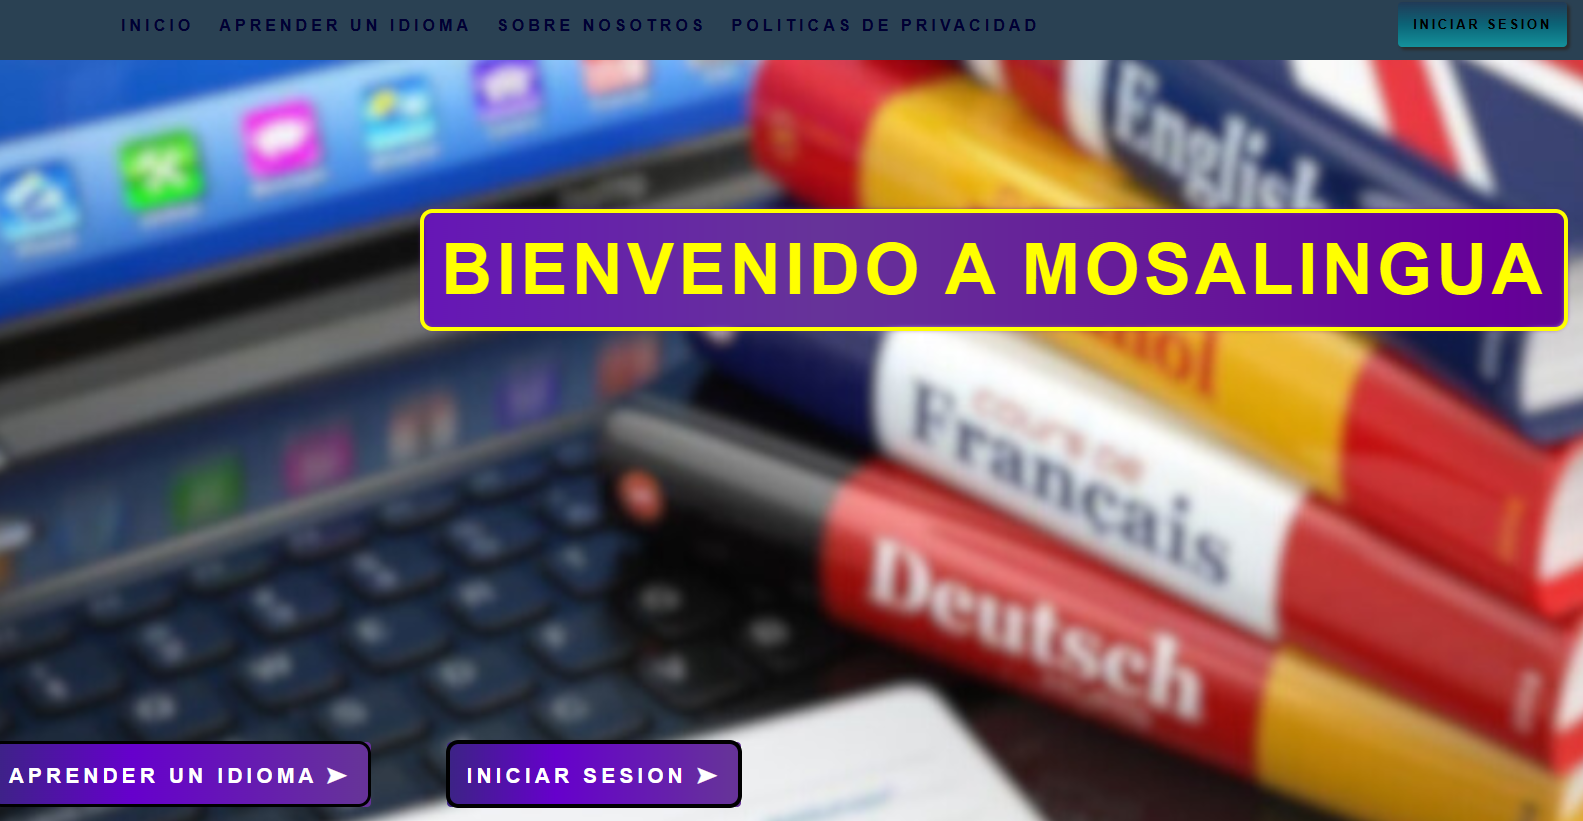 INICIO APRENDER UN IDIOMA SOBRE NOSOTROS POLITICAS DE PRIVACIDAD INICIAR SESION
English
BIENVENIDO A MOSALINGUA
COURS DE
Français
Deutsch
APRENDER UN IDIOMA ➤ INICIAR SESION ➤